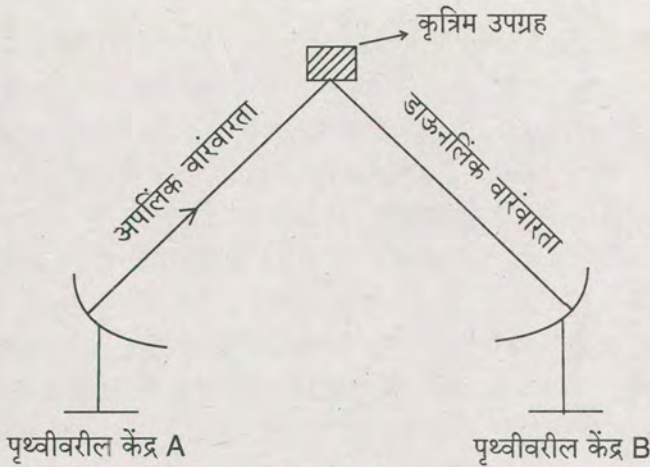 कृत्रिम उपग्रह
अपलिंक वारंवारता
डाऊनलिंक वारंवारता
पृथ्वीवरील केंद्र A
पृथ्वीवरील केंद्र B